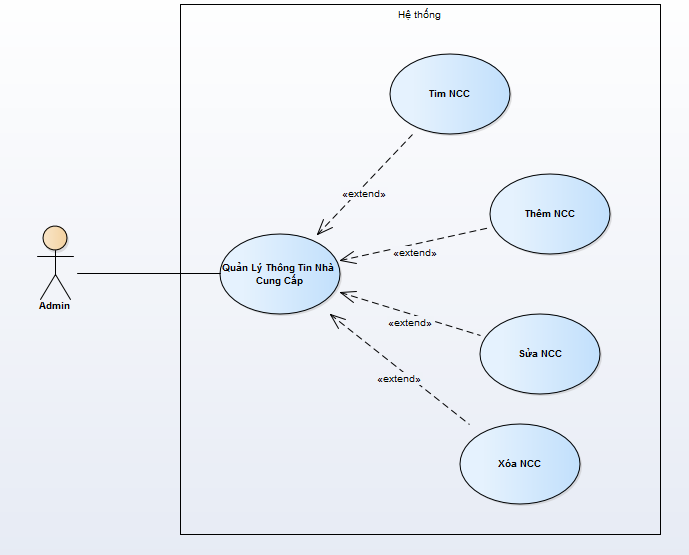 Hệ thống
Tìm NCC
«extend»
Thêm NCC
«extend»
Quản Lý Thông Tin Nhà
Cung Cấp
Admin
«extend»
Sửa NCC
«extend»
Xóa NCC